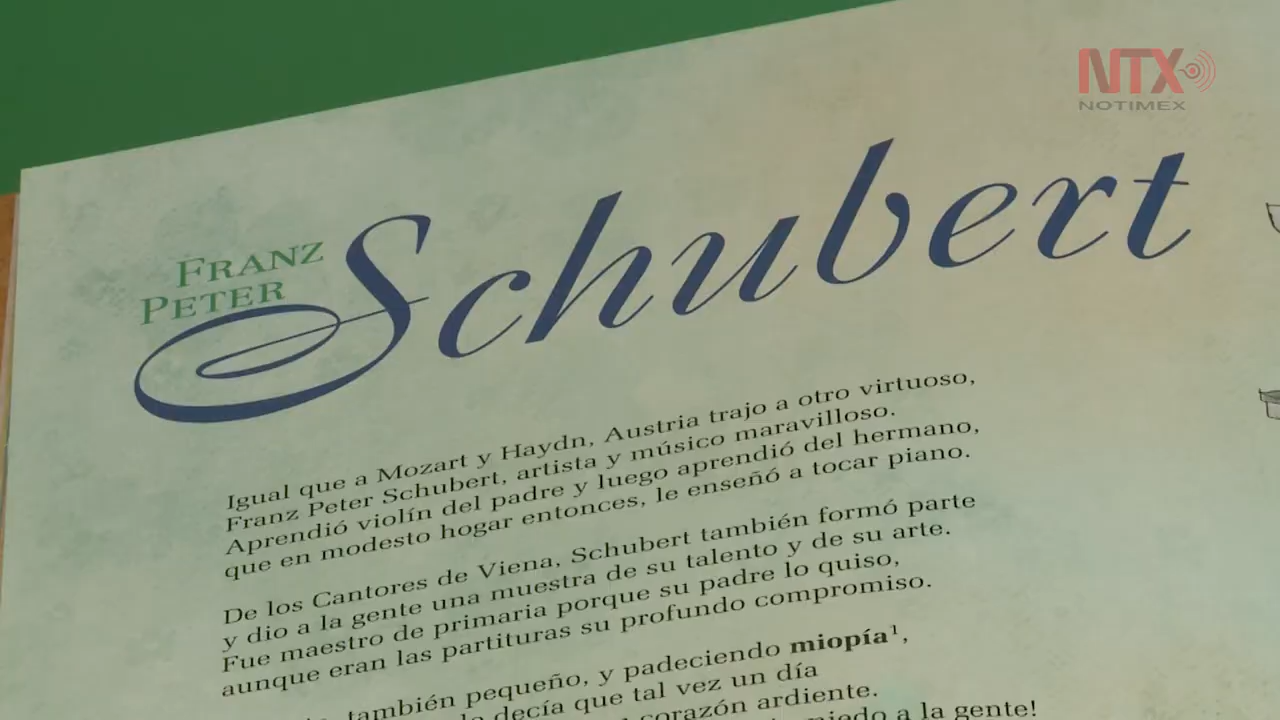 NTX
NOTIMEX
FRANZ
PETER
Schubert
Igual que a Mozart y Haydn, Austria trajo a otro virtuoso,
Franz Peter Schubert, artista y músico maravilloso.
Aprendió violín del padre y luego aprendió del hermano,
que en modesto hogar entonces, le enseñó a tocar piano.
De los Cantores de Viena, Schubert también formó parte
y dio a la gente una muestra de su talento y de su arte.
Fue maestro de primaria porque su padre lo quiso,
aunque eran las partituras su profundo compromiso.
también pequeño, y padeciendo miopía¹,
decía que tal vez un día
corazón ardiente.
miedo a la gente!